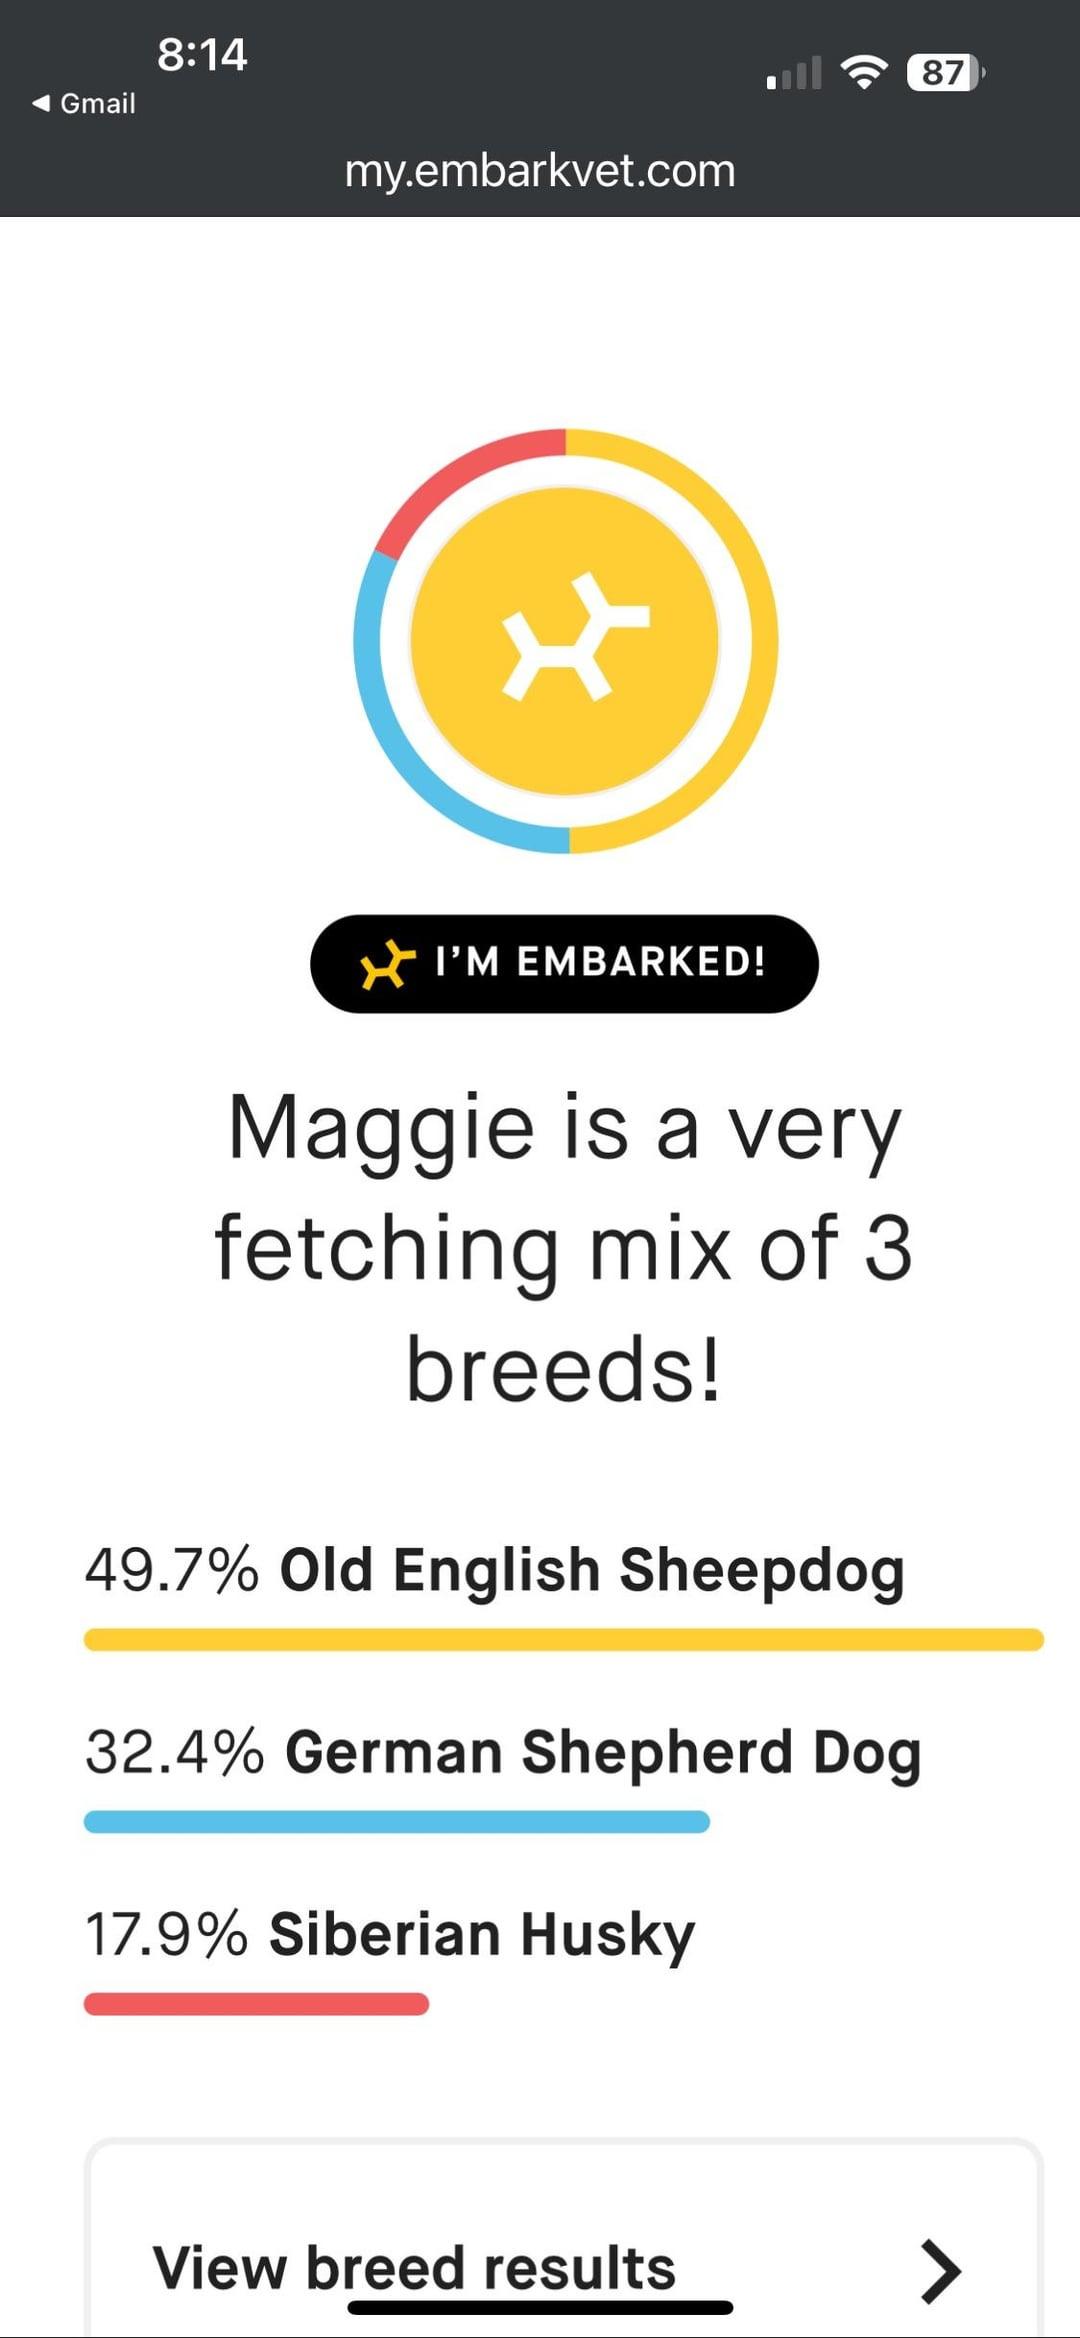 8:14
◀ Gmail
87
my.embarkvet.com
I’M EMBARKED!
Maggie is a very
fetching mix of 3
breeds!
49.7% Old English Sheepdog
32.4% German Shepherd Dog
17.9% Siberian Husky
View breed results